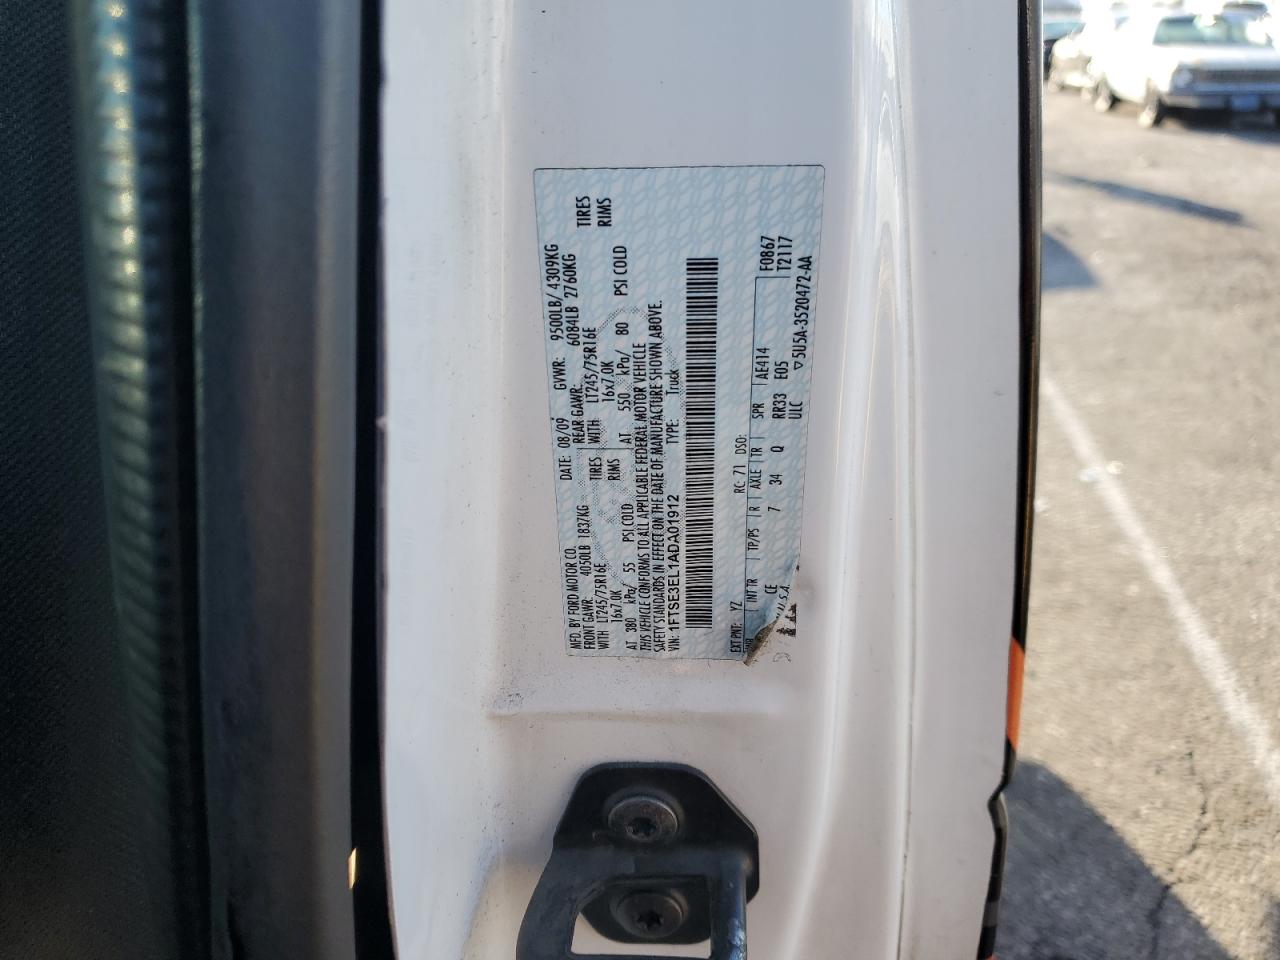 MFD. BY FORD MOTOR CO.
DATE: 08/09 GVWR: 9500LB/ 4309KG
FRONT GAWR: 4050LB 1837KG REAR GAWR: 6084LB 2760KG
WITH LT245/75R16E TIRES WITH LT245/75R16E TIRES
16x7.0K RIMS 16x7.0K RIMS
AT 380 kPa/ 55 PSI COLD AT 550 kPa/ 80 PSI COLD
THIS VEHICLE CONFORMS TO ALL APPLICABLE FEDERAL MOTOR VEHICLE
SAFETY STANDARDS IN EFFECT ON THE DATE OF MANUFACTURE SHOWN ABOVE.
VIN: 1FTSE3EL1ADA01912 TYPE: Truck
EXT PNT: YZ RC: 71 DSO: F0867
INT TR TP/PS R AXLE TR SPR AE414 T2117
CE 7 34 Q RR33 E05
ULC ▽5U5A-3520472-AA